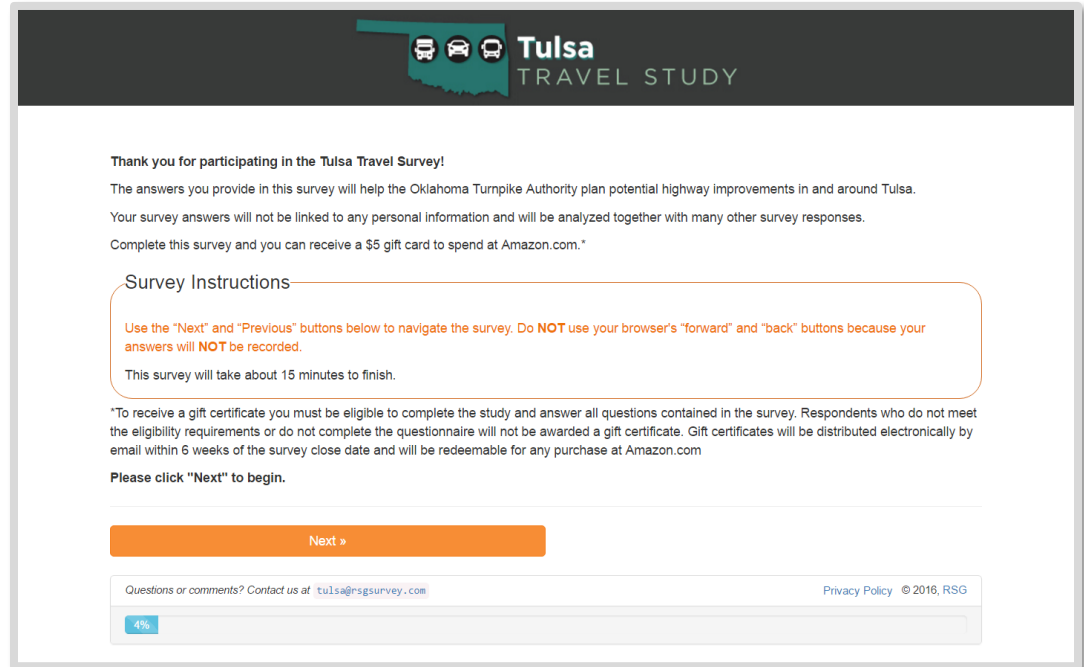 Tulsa
TRAVEL STUDY
Thank you for participating in the Tulsa Travel Survey!
The answers you provide in this survey will help the Oklahoma Turnpike Authority plan potential highway improvements in and around Tulsa.
Your survey answers will not be linked to any personal information and will be analyzed together with many other survey responses.
Complete this survey and you can receive a $5 gift card to spend at Amazon.com.*
Survey Instructions
Use the “Next” and “Previous” buttons below to navigate the survey. Do NOT use your browser's “forward” and “back” buttons because your
answers will NOT be recorded.
This survey will take about 15 minutes to finish.
*To receive a gift certificate you must be eligible to complete the study and answer all questions contained in the survey. Respondents who do not meet
the eligibility requirements or do not complete the questionnaire will not be awarded a gift certificate. Gift certificates will be distributed electronically by
email within 6 weeks of the survey close date and will be redeemable for any purchase at Amazon.com
Please click "Next" to begin.
Next »
Questions or comments? Contact us at tulsa@rsgsurvey.com Privacy Policy © 2016, RSG
4%